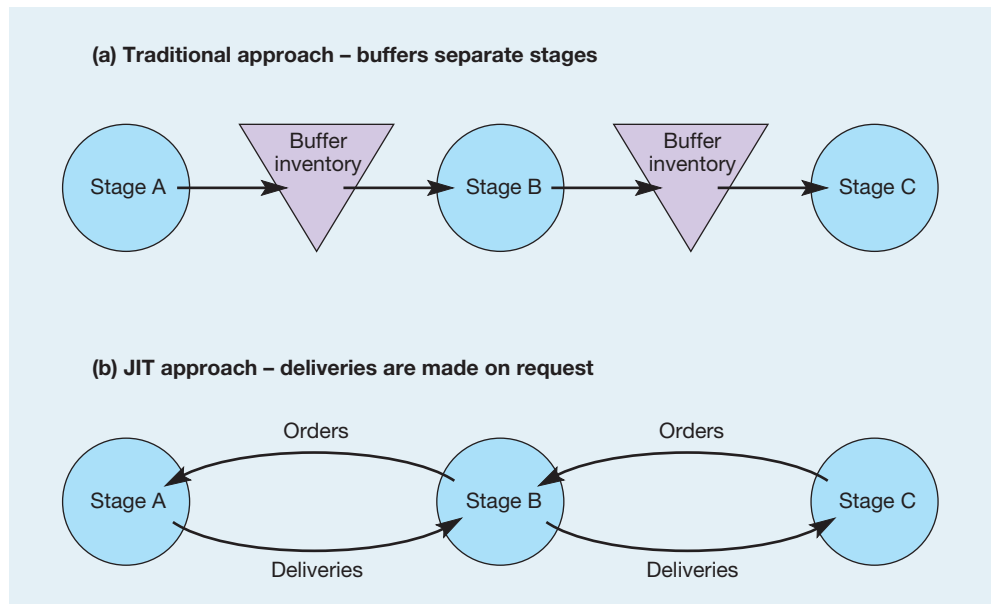 (a) Traditional approach – buffers separate stages
Buffer
inventory
Buffer
inventory
Stage A
Stage B
Stage C
(b) JIT approach – deliveries are made on request
Orders
Orders
Stage A
Stage B
Stage C
Deliveries
Deliveries